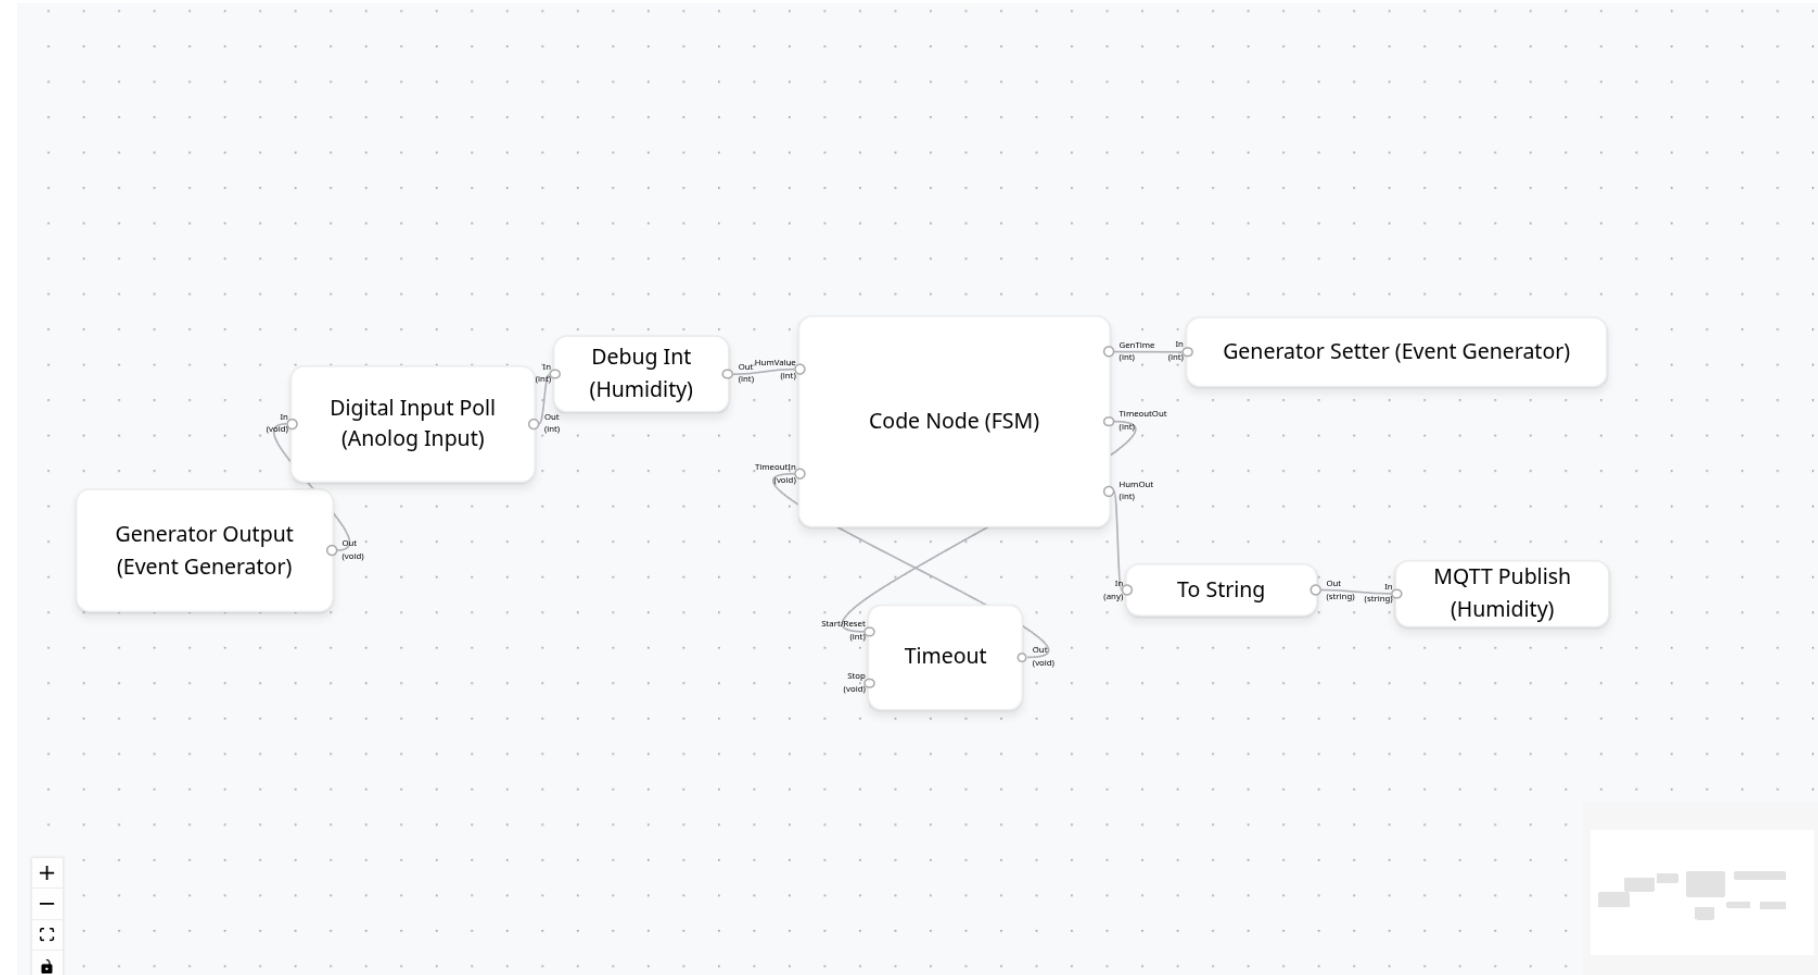 In
(void)
Digital Input Poll
(Anolog Input)
Out
(int)
Generator Output
(Event Generator)
Out
(void)
In
(int)
Debug Int
(Humidity)
Out
(int)
HumValue
(int)
TimeoutIn
(void)
Code Node (FSM)
GenTime
(int)
TimeoutOut
(int)
HumOut
(int)
In
(int)
Generator Setter (Event Generator)
Start/Reset
(int)
Stop
(void)
Timeout
Out
(void)
In
(any)
To String
Out
(string)
In
(string)
MQTT Publish
(Humidity)